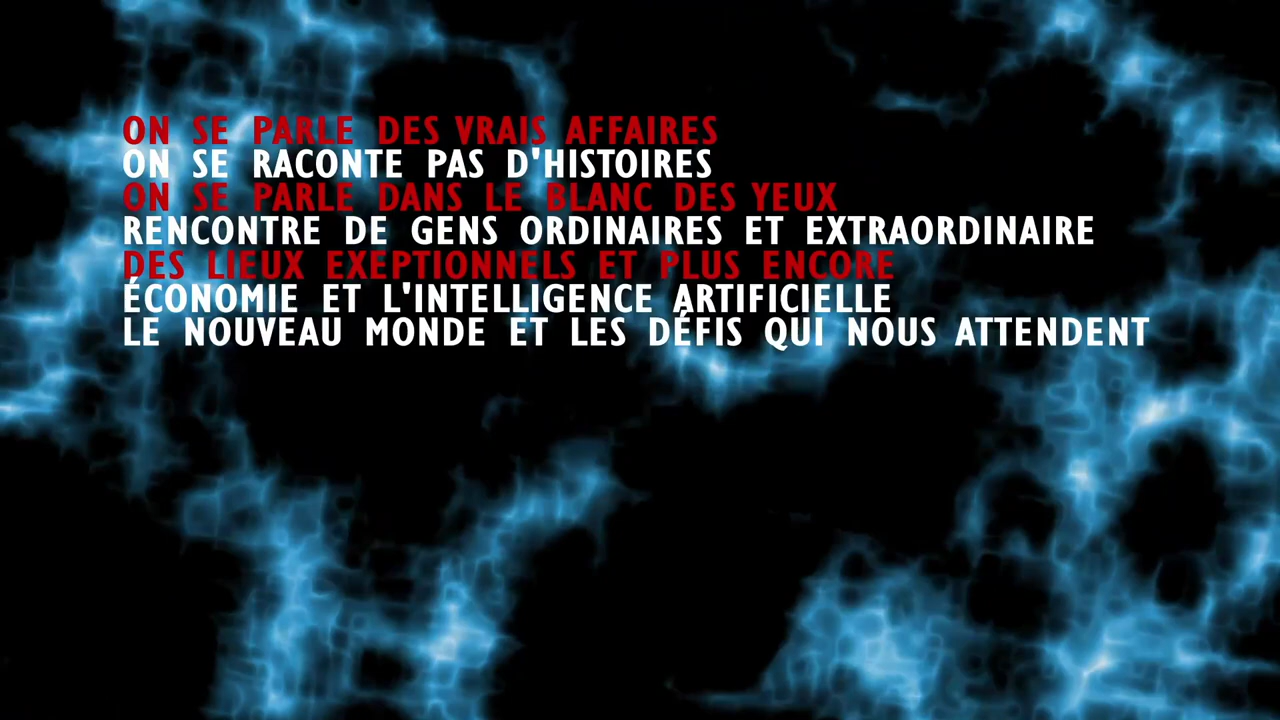 ON SE PARLE DES VRAIS AFFAIRES
ON SE RACONTE PAS D'HISTOIRES
ON SE PARLE DANS LE BLANC DES YEUX
RENCONTRE DE GENS ORDINAIRES ET EXTRAORDINAIRE
DES LIEUX EXEPTIONNELS ET PLUS ENCORE
ÉCONOMIE ET L'INTELLIGENCE ARTIFICIELLE
LE NOUVEAU MONDE ET LES DÉFIS QUI NOUS ATTENDENT